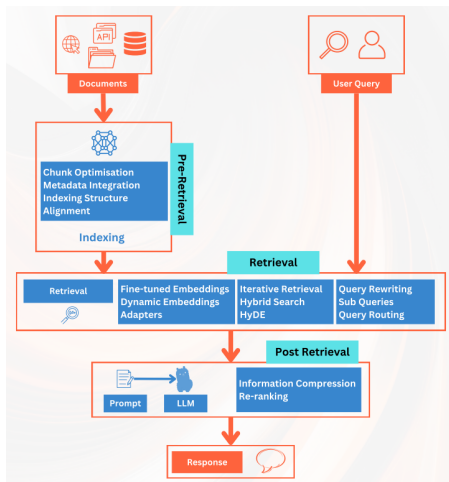 API
Documents
User Query
Pre-Retrieval
Chunk Optimisation
Metadata Integration
Indexing Structure
Alignment
Indexing
Retrieval
Retrieval
Fine-tuned Embeddings
Dynamic Embeddings
Adapters
Iterative Retrieval
Hybrid Search
HyDE
Query Rewriting
Sub Queries
Query Routing
Post Retrieval
Prompt
LLM
Information Compression
Re-ranking
Response